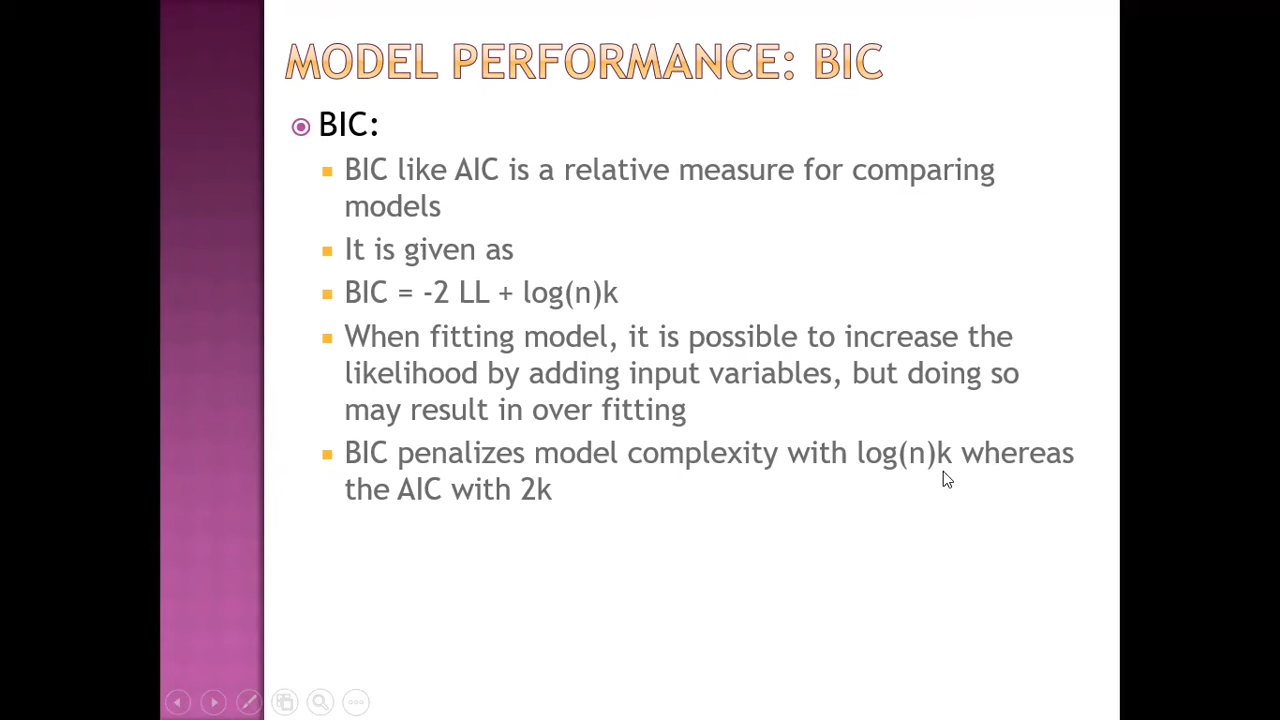 MODEL PERFORMANCE: BIC
BIC:
BIC like AIC is a relative measure for comparing
models
It is given as
BIC = -2 LL + log(n)k
When fitting model, it is possible to increase the
likelihood by adding input variables, but doing so
may result in over fitting
BIC penalizes model complexity with log(n)k whereas
the AIC with 2k